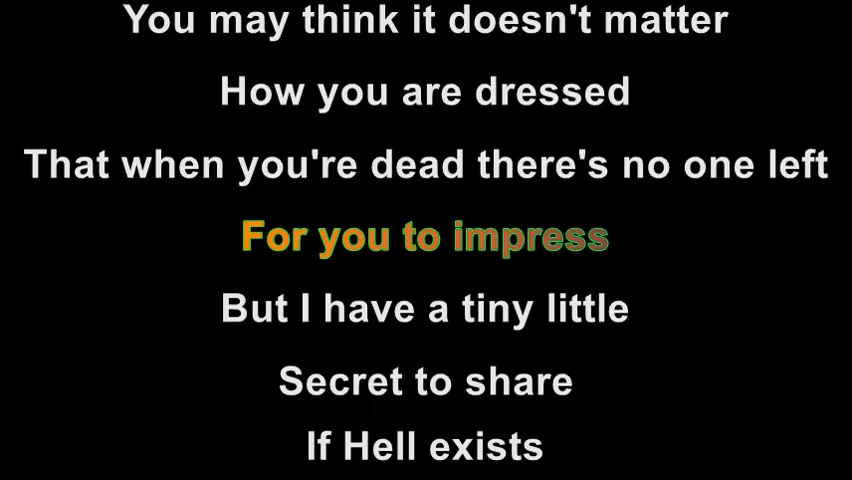 You may think it doesn't matter
How you are dressed
That when you're dead there's no one left
For you to impress
But I have a tiny little
Secret to share
If Hell exists